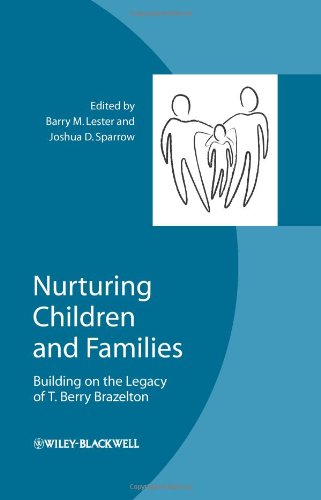 Edited by
Barry M. Lester and
Joshua D. Sparrow
Nurturing
Children
and Families
Building on the Legacy
of T. Berry Brazelton
WILEY-BLACKWELL